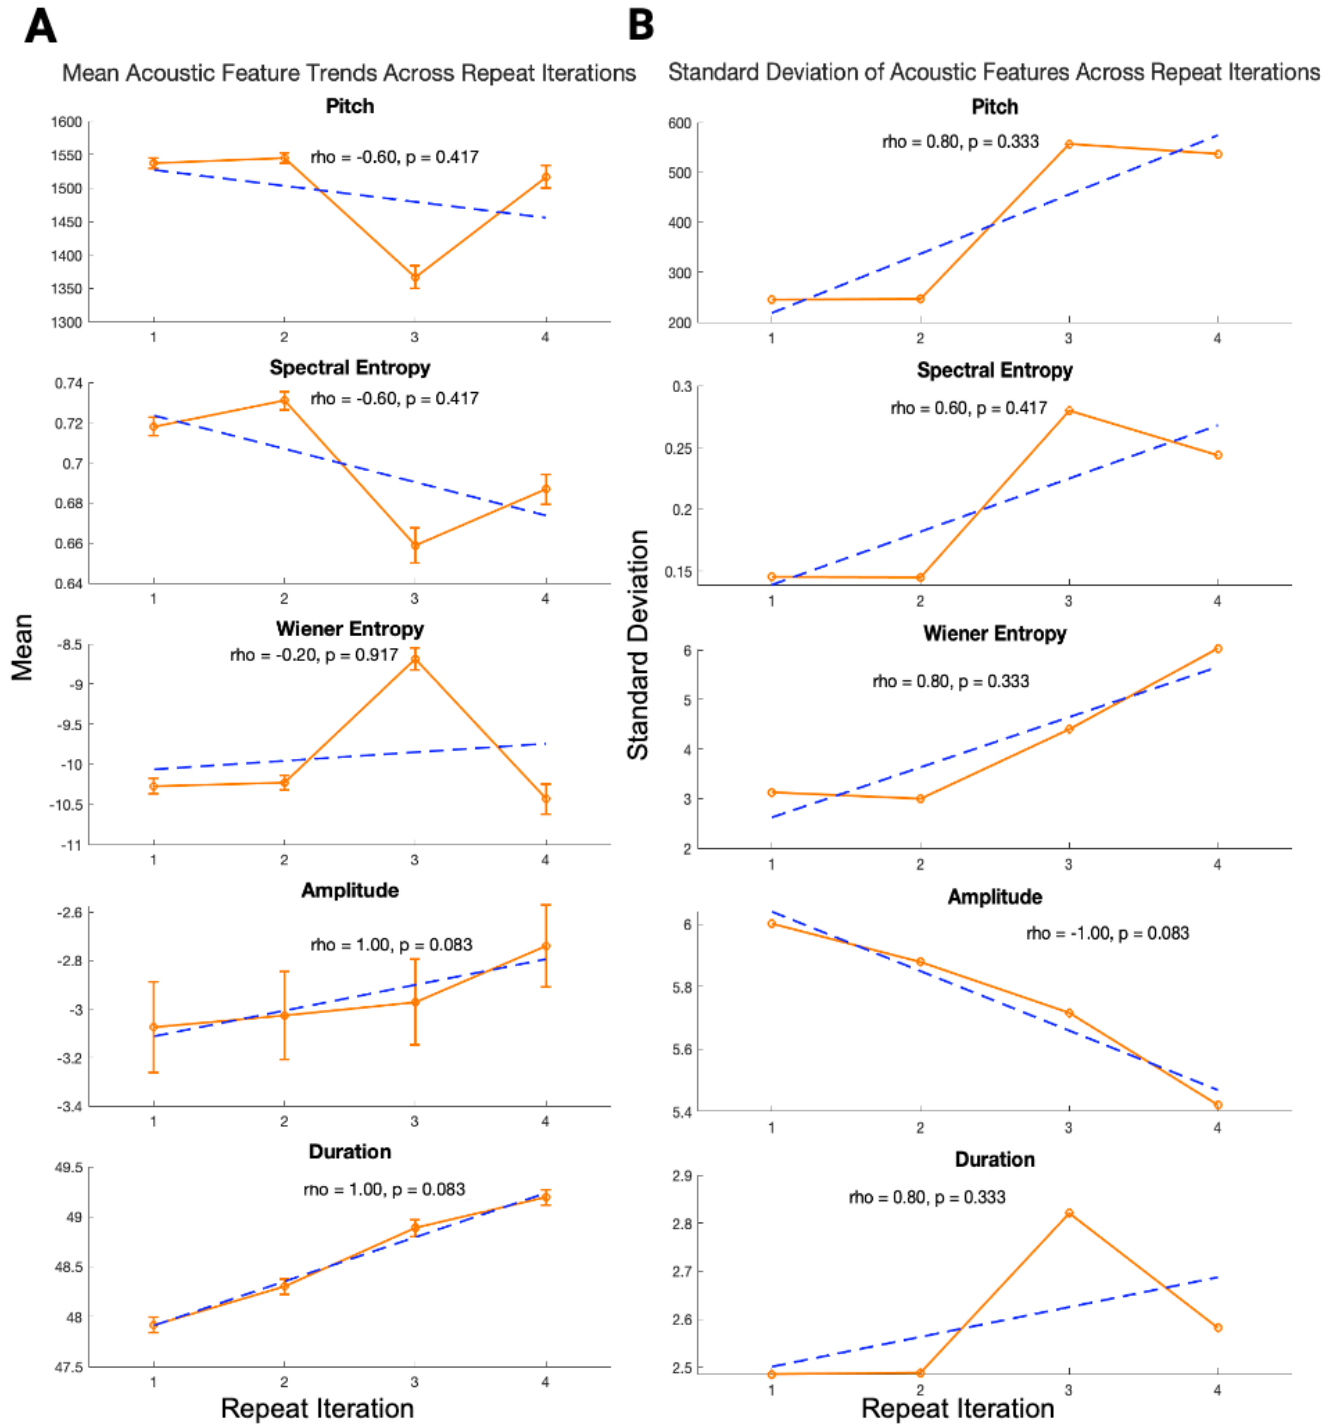 A
Mean Acoustic Feature Trends Across Repeat Iterations
Mean
Pitch
1600
1550
1500
1450
1400
1350
1300
rho = -0.60, p = 0.417
1 2 3 4
Spectral Entropy
0.74
0.72
0.7
0.68
0.66
0.64
rho = -0.60, p = 0.417
1 2 3 4
Wiener Entropy
-8.5
-9
-9.5
-10
-10.5
-11
rho = -0.20, p = 0.917
1 2 3 4
Amplitude
-2.6
-2.8
-3
-3.2
-3.4
rho = 1.00, p = 0.083
1 2 3 4
Duration
49.5
49
48.5
48
47.5
rho = 1.00, p = 0.083
1 2 3 4
Repeat Iteration
B
Standard Deviation of Acoustic Features Across Repeat Iterations
Standard Deviation
Pitch
600
500
400
300
200
rho = 0.80, p = 0.333
1 2 3 4
Spectral Entropy
0.3
0.25
0.2
0.15
rho = 0.60, p = 0.417
1 2 3 4
Wiener Entropy
6
5
4
3
2
rho = 0.80, p = 0.333
1 2 3 4
Amplitude
6
5.8
5.6
5.4
rho = -1.00, p = 0.083
1 2 3 4
Duration
2.9
2.8
2.7
2.6
2.5
rho = 0.80, p = 0.333
1 2 3 4
Repeat Iteration